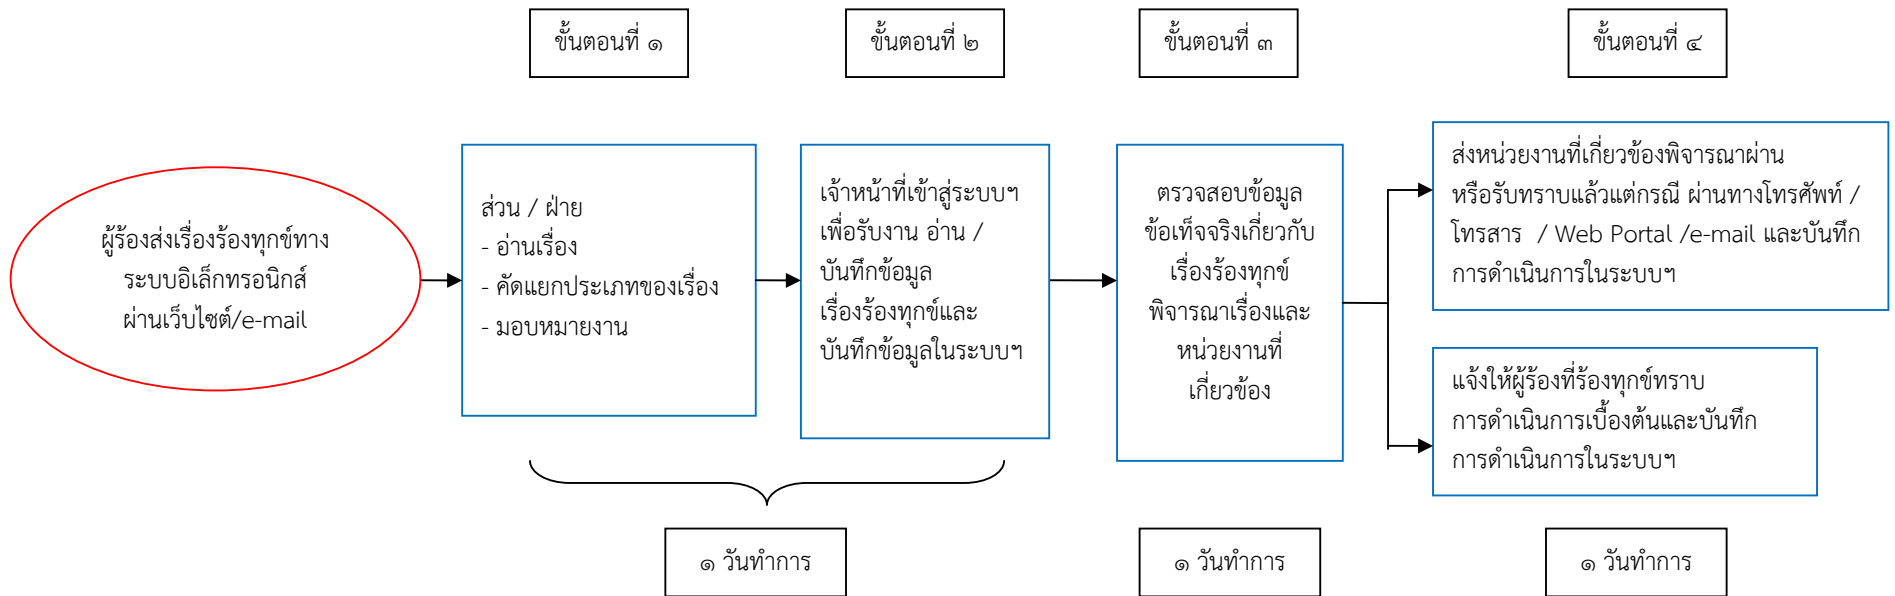 ขั้นตอนที่ ๑
ขั้นตอนที่ ๒
ขั้นตอนที่ ๓
ขั้นตอนที่ ๔
ผู้ร้องส่งเรื่องร้องทุกข์ทาง
ระบบอิเล็กทรอนิกส์
ผ่านเว็บไซต์/e-mail
ส่วน / ฝ่าย
- อ่านเรื่อง
- คัดแยกประเภทของเรื่อง
- มอบหมายงาน
เจ้าหน้าที่เข้าสู่ระบบฯ
เพื่อรับงาน อ่าน /
บันทึกข้อมูล
เรื่องร้องทุกข์และ
บันทึกข้อมูลในระบบฯ
ตรวจสอบข้อมูล
ข้อเท็จจริงเกี่ยวกับ
เรื่องร้องทุกข์
พิจารณาเรื่องและ
หน่วยงานที่
เกี่ยวข้อง
ส่งหน่วยงานที่เกี่ยวข้องพิจารณาผ่าน
หรือรับทราบแล้วแต่กรณี ผ่านทางโทรศัพท์ /
โทรสาร / Web Portal /e-mail และบันทึก
การดำเนินการในระบบฯ
แจ้งให้ผู้ร้องที่ร้องทุกข์ทราบ
การดำเนินการเบื้องต้นและบันทึก
การดำเนินการในระบบฯ
๑ วันทำการ
๑ วันทำการ
๑ วันทำการ